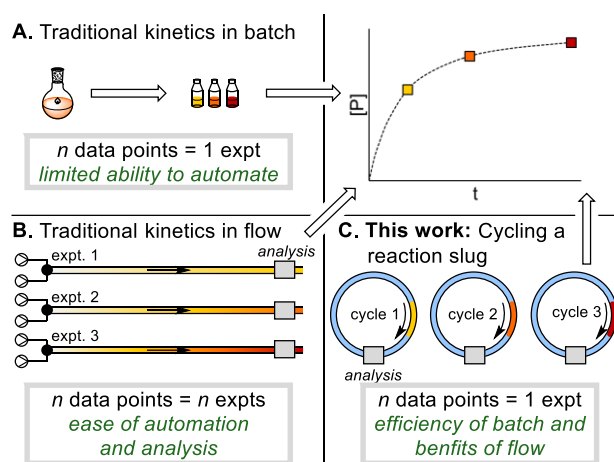 A. Traditional kinetics in batch
n data points = 1 expt
limited ability to automate
[P]
t
B. Traditional kinetics in flow
expt. 1
analysis
expt. 2
expt. 3
n data points = n expts
ease of automation
and analysis
C. This work: Cycling a
reaction slug
cycle 1
cycle 2
cycle 3
analysis
n data points = 1 expt
efficiency of batch and
benfits of flow